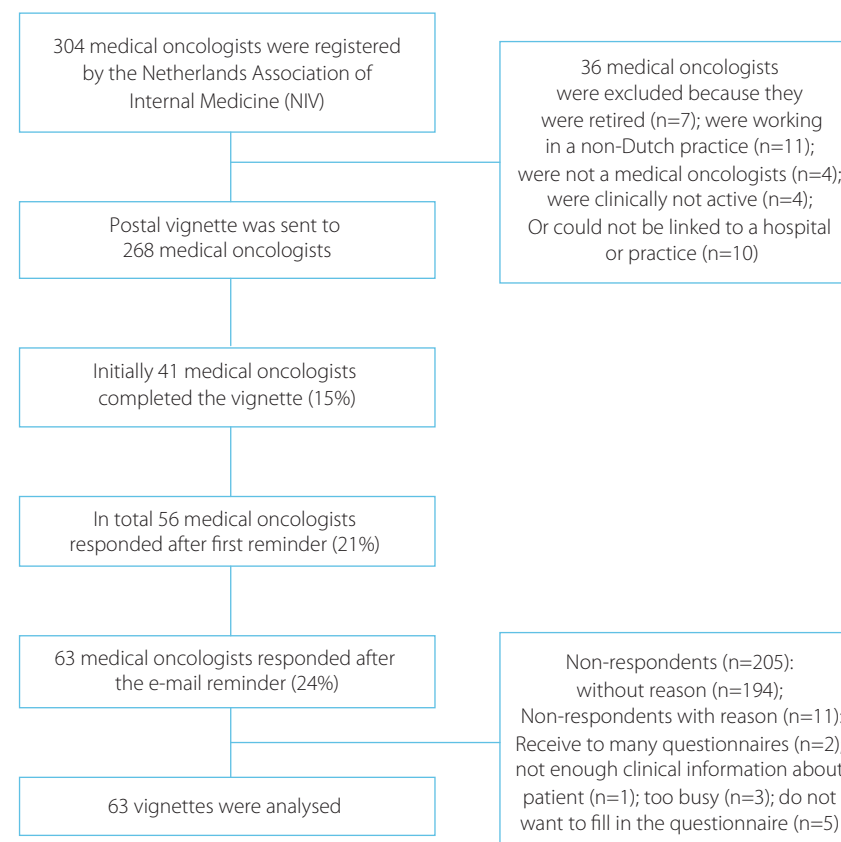 304 medical oncologists were registered
by the Netherlands Association of
Internal Medicine (NIV)
36 medical oncologists
were excluded because they
were retired (n=7); were working
in a non-Dutch practice (n=11);
were not a medical oncologists (n=4);
were clinically not active (n=4);
Or could not be linked to a hospital
or practice (n=10)
Postal vignette was sent to
268 medical oncologists
Initially 41 medical oncologists
completed the vignette (15%)
In total 56 medical oncologists
responded after first reminder (21%)
63 medical oncologists responded after
the e-mail reminder (24%)
Non-respondents (n=205):
without reason (n=194);
Non-respondents with reason (n=11):
Receive to many questionnaires (n=2);
not enough clinical information about
patient (n=1); too busy (n=3); do not
want to fill in the questionnaire (n=5)
63 vignettes were analysed